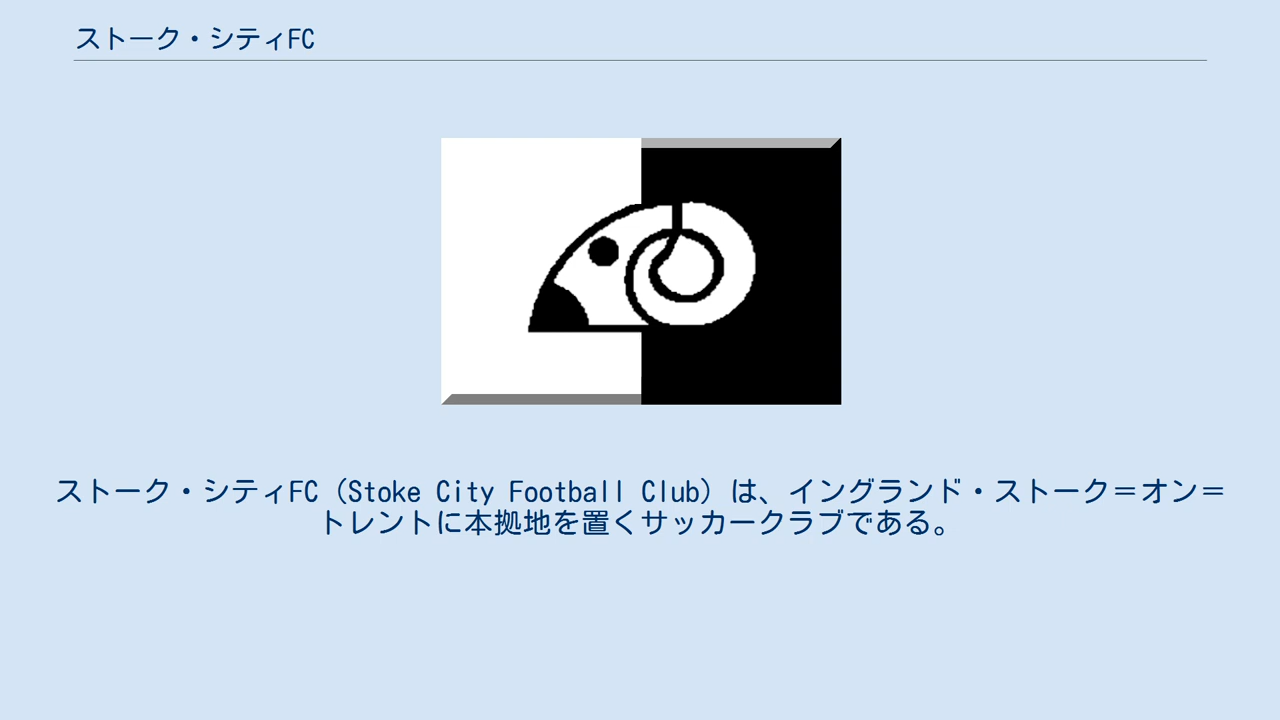 ストーク・シティFC
ストーク・シティFC（Stoke City Football Club）は、イングランド・ストーク＝オン＝
トレントに本拠地を置くサッカークラブである。